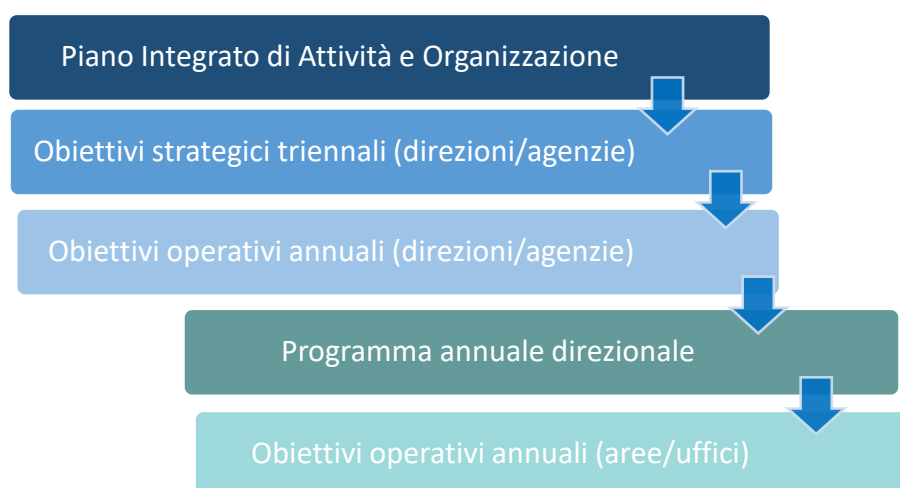 Piano Integrato di Attività e Organizzazione
Obiettivi strategici triennali (direzioni/agenzie)
Obiettivi operativi annuali (direzioni/agenzie)
Programma annuale direzionale
Obiettivi operativi annuali (aree/uffici)